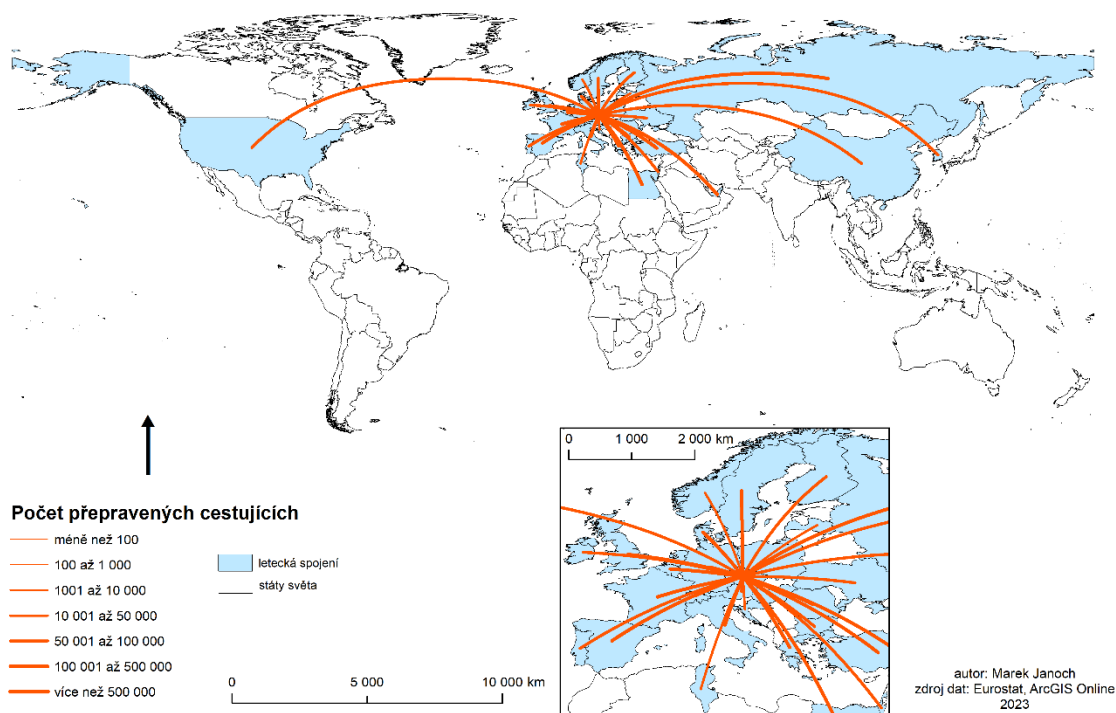 0 1 000 2 000 km
Počet přepravených cestujících
méně než 100
100 až 1 000
1001 až 10 000
10 001 až 50 000
50 001 až 100 000
100 001 až 500 000
více než 500 000
letecká spojení
státy světa
0 5 000 10 000 km
autor: Marek Janoch
zdroj dat: Eurostat, ArcGIS Online
2023